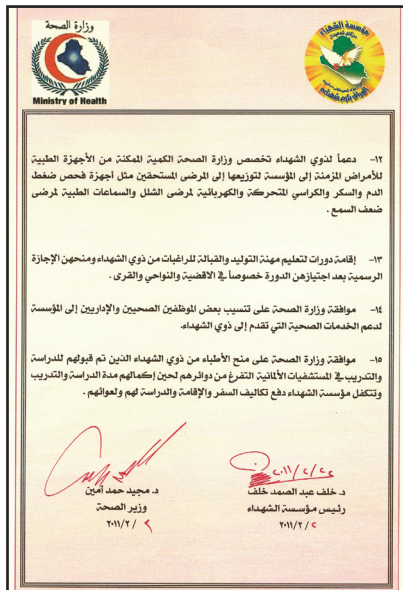 وزارة الصحة
Ministry of Health
مؤسسة الشهداء
١٢- دعماً لذوي الشهداء تخصص وزارة الصحة الكمية الممكنة من الأجهزة الطبية
للأمراض المزمنة إلى المؤسسة لتوزيعها إلى المرضى المستحقين مثل أجهزة فحص ضغط
الدم والسكر والكراسي المتحركة والكهربائية لمرضى الشلل والسماعات الطبية لمرضى
ضعف السمع .
١٣- إقامة دورات لتعليم مهنة التوليد والقبالة للراغبات من ذوي الشهداء ومنحهن الإجازة
الرسمية بعد اجتيازهن الدورة خصوصاً في الاقضية والنواحي والقرى .
١٤- موافقة وزارة الصحة على تنسيب بعض الموظفين الصحيين والإداريين إلى المؤسسة
لدعم الخدمات الصحية التي تقدم إلى ذوي الشهداء.
١٥- موافقة وزارة الصحة على منح الأطباء من ذوي الشهداء الذين تم قبولهم للدراسة
والتدريب في المستشفيات الألمانية التفرغ من دوائرهم لحين إكمالهم مدة الدراسة والتدريب
وتتكفل مؤسسة الشهداء دفع تكاليف السفر والإقامة والدراسة لهم ولعوائلهم .
د. خلف عبد الصمد خلف
رئيس مؤسسة الشهداء
٢٠١١/٢/٢
د. مجيد حمد أمين
وزير الصحة
٢٠١١/٢/